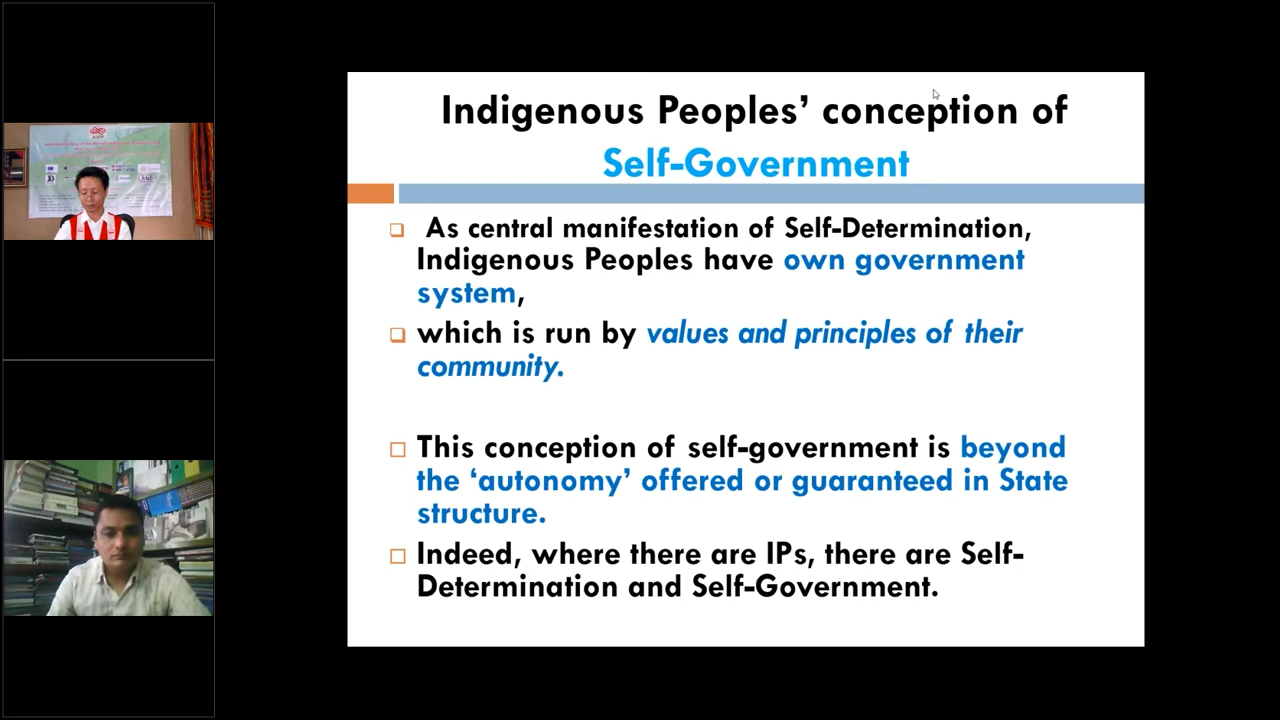 Indigenous Peoples’ conception of
Self-Government
As central manifestation of Self-Determination,
Indigenous Peoples have own government
system,
which is run by values and principles of their
community.
This conception of self-government is beyond
the ‘autonomy’ offered or guaranteed in State
structure.
Indeed, where there are IPs, there are Self-
Determination and Self-Government.
AIPP